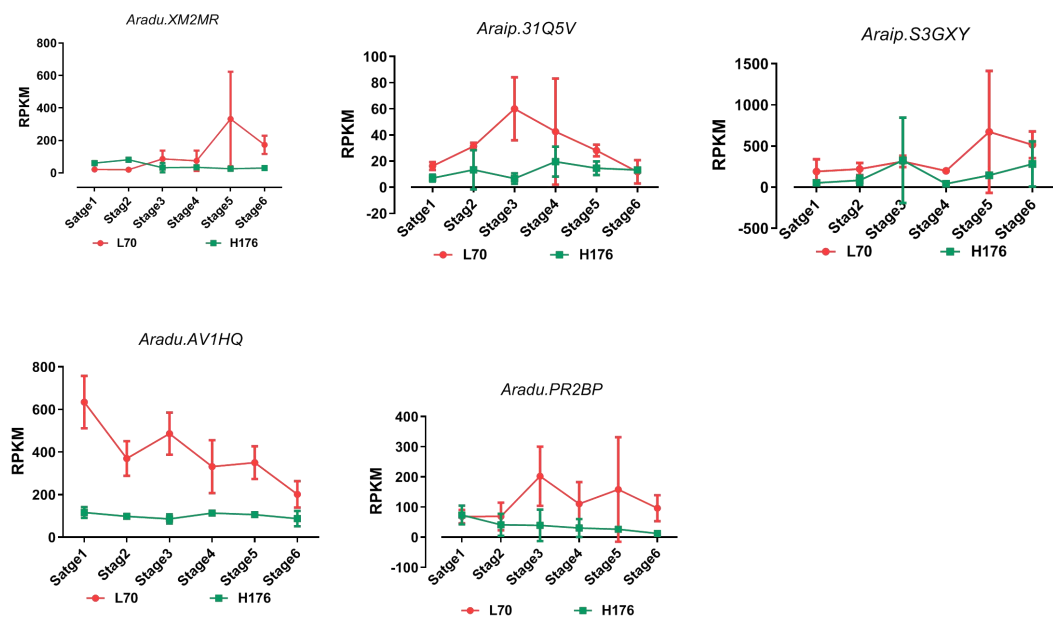 Aradu.XM2MR
800
600
400
200
0
RPKM
Satge1 Stag2 Stage3 Stage4 Stage5 Stage6
L70 H176
Araip.31Q5V
100
80
60
40
20
0
-20
RPKM
Satge1 Stag2 Stage3 Stage4 Stage5 Stage6
L70 H176
Araip.S3GXY
1500
1000
500
0
-500
RPKM
Satge1 Stag2 Stage3 Stage4 Stage5 Stage6
L70 H176
Aradu.AV1HQ
800
600
400
200
0
RPKM
Satge1 Stag2 Stage3 Stage4 Stage5 Stage6
L70 H176
Aradu.PR2BP
400
300
200
100
0
-100
RPKM
Satge1 Stag2 Stage3 Stage4 Stage5 Stage6
L70 H176